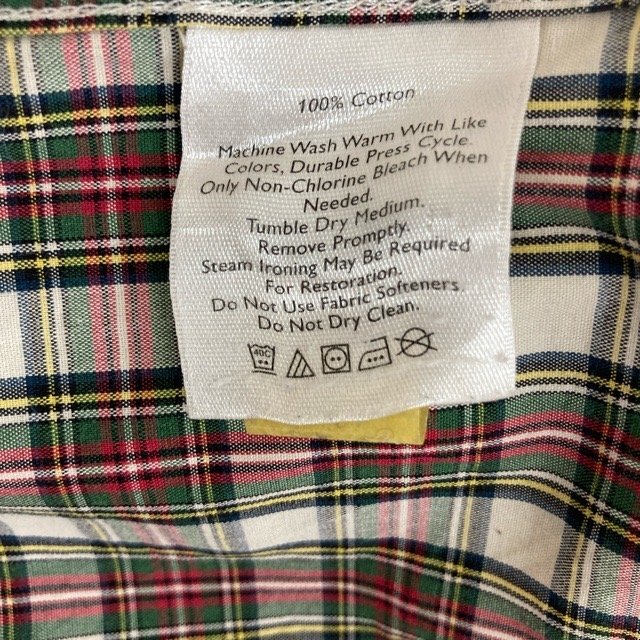 100% Cotton
Machine Wash Warm With Like
Colors, Durable Press Cycle.
Only Non-Chlorine Bleach When
Needed.
Tumble Dry Medium.
Remove Promptly.
Steam Ironing May Be Required
For Restoration.
Do Not Use Fabric Softeners.
Do Not Dry Clean.
40C